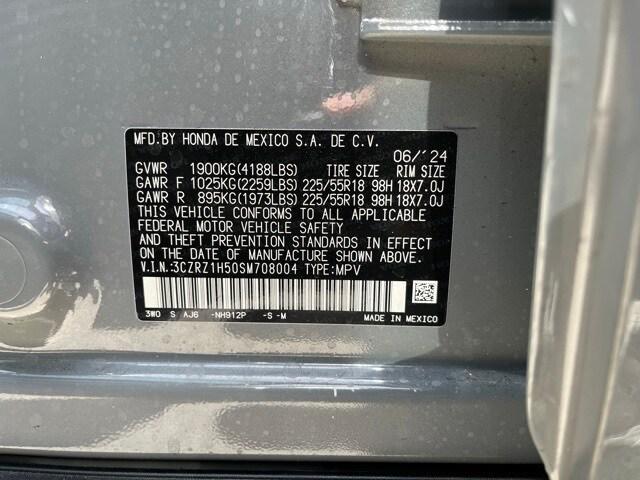 MFD.BY HONDA DE MEXICO S.A. DE C.V.
06/'24
GVWR 1900KG(4188LBS) TIRE SIZE RIM SIZE
GAWR F 1025KG(2259LBS) 225/55R18 98H 18X7.0J
GAWR R 895KG(1973LBS) 225/55R18 98H 18X7.0J
THIS VEHICLE CONFORMS TO ALL APPLICABLE
FEDERAL MOTOR VEHICLE SAFETY
AND THEFT PREVENTION STANDARDS IN EFFECT
ON THE DATE OF MANUFACTURE SHOWN ABOVE.
V.I.N.:3CZRZ1H50SM708004 TYPE:MPV
3W0 S AJ6 -NH912P -S-M MADE IN MEXICO